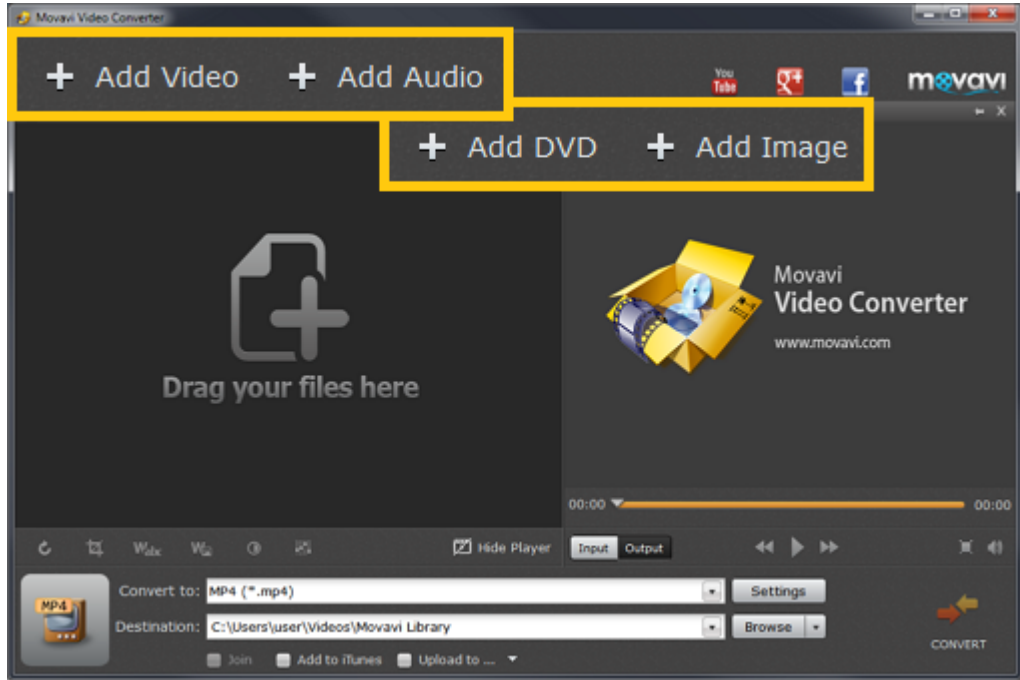 Movavi Video Converter
+ Add Video + Add Audio
You Tube
g+
f
movavi
+ Add DVD + Add Image
Drag your files here
Movavi
Video Converter
www.movavi.com
00:00 00:00
Wabc
Hide Player
Input Output
MP4
Convert to: MP4 (*.mp4) Settings
Destination: C:\Users\user\Videos\Movavi Library Browse
Join Add to iTunes Upload to ...
CONVERT